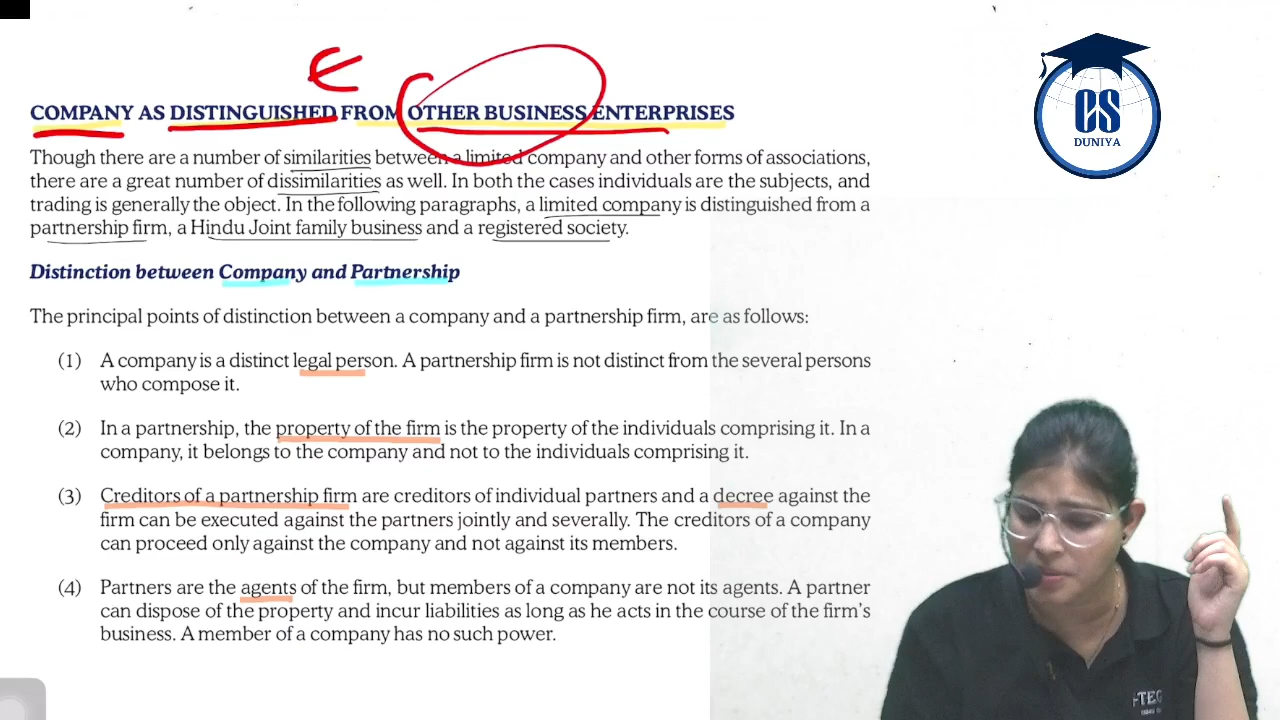 COMPANY AS DISTINGUISHED FROM OTHER BUSINESS ENTERPRISES
CS
DUNIYA
Though there are a number of similarities between a limited company and other forms of associations,
there are a great number of dissimilarities as well. In both the cases individuals are the subjects, and
trading is generally the object. In the following paragraphs, a limited company is distinguished from a
partnership firm, a Hindu Joint family business and a registered society.
Distinction between Company and Partnership
The principal points of distinction between a company and a partnership firm, are as follows:
(1) A company is a distinct legal person. A partnership firm is not distinct from the several persons
who compose it.
(2) In a partnership, the property of the firm is the property of the individuals comprising it. In a
company, it belongs to the company and not to the individuals comprising it.
(3) Creditors of a partnership firm are creditors of individual partners and a decree against the
firm can be executed against the partners jointly and severally. The creditors of a company
can proceed only against the company and not against its members.
(4) Partners are the agents of the firm, but members of a company are not its agents. A partner
can dispose of the property and incur liabilities as long as he acts in the course of the firm's
business. A member of a company has no such power.